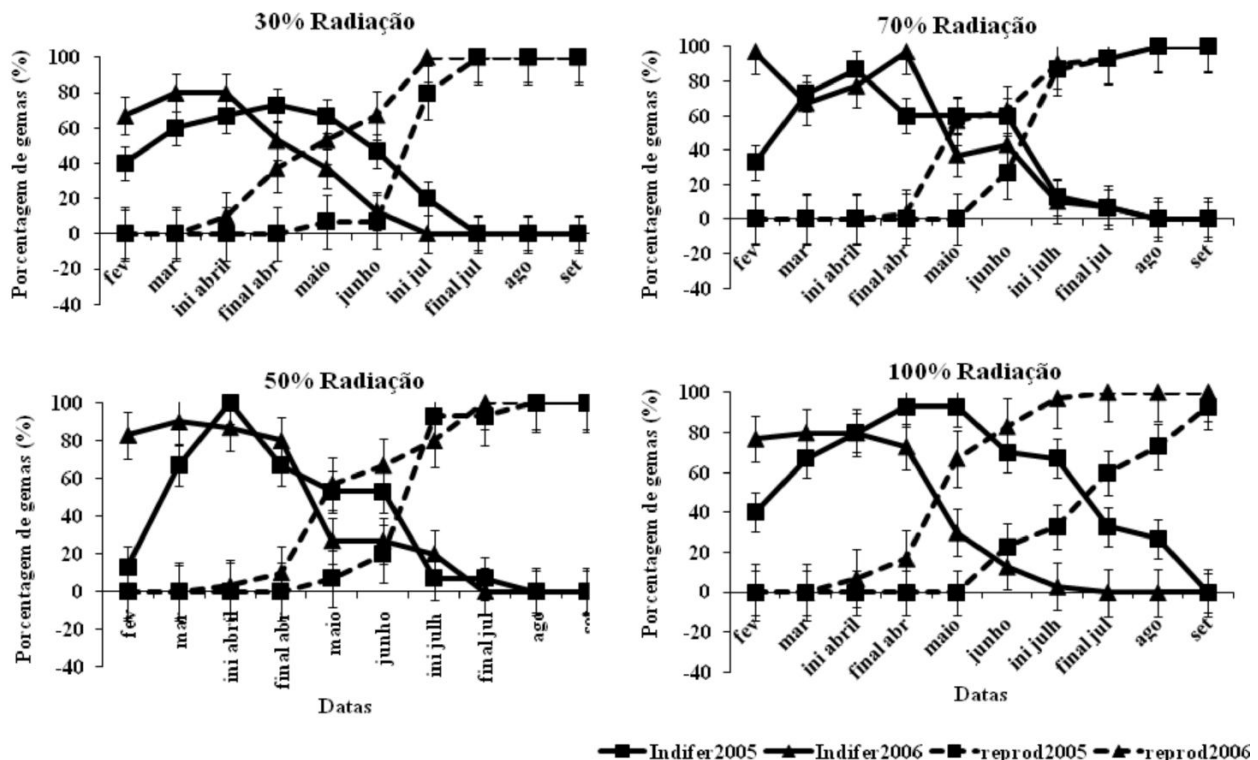 30% Radiação
Porcentagem de gemas (%)
100
80
60
40
20
0
-20
-40
fev
mar
ini abril
final abr
maio
junho
ini jul
final jul
ago
set
70% Radiação
Porcentagem de gemas (%)
100
80
60
40
20
0
-20
-40
fev
mar
ini abril
final abr
maio
junho
ini julh
final jul
ago
set
50% Radiação
Porcentagem de gemas (%)
100
80
60
40
20
0
-20
-40
fev
mar
ini abril
final abr
maio
junho
ini julh
final jul
ago
Datas
100% Radiação
Porcentagem de gemas (%)
100
80
60
40
20
0
-20
-40
fev
mar
ini abril
final abr
maio
junho
ini julh
final jul
ago
set
Datas
Indifer2005 Indifer2006 reprod2005 reprod2006